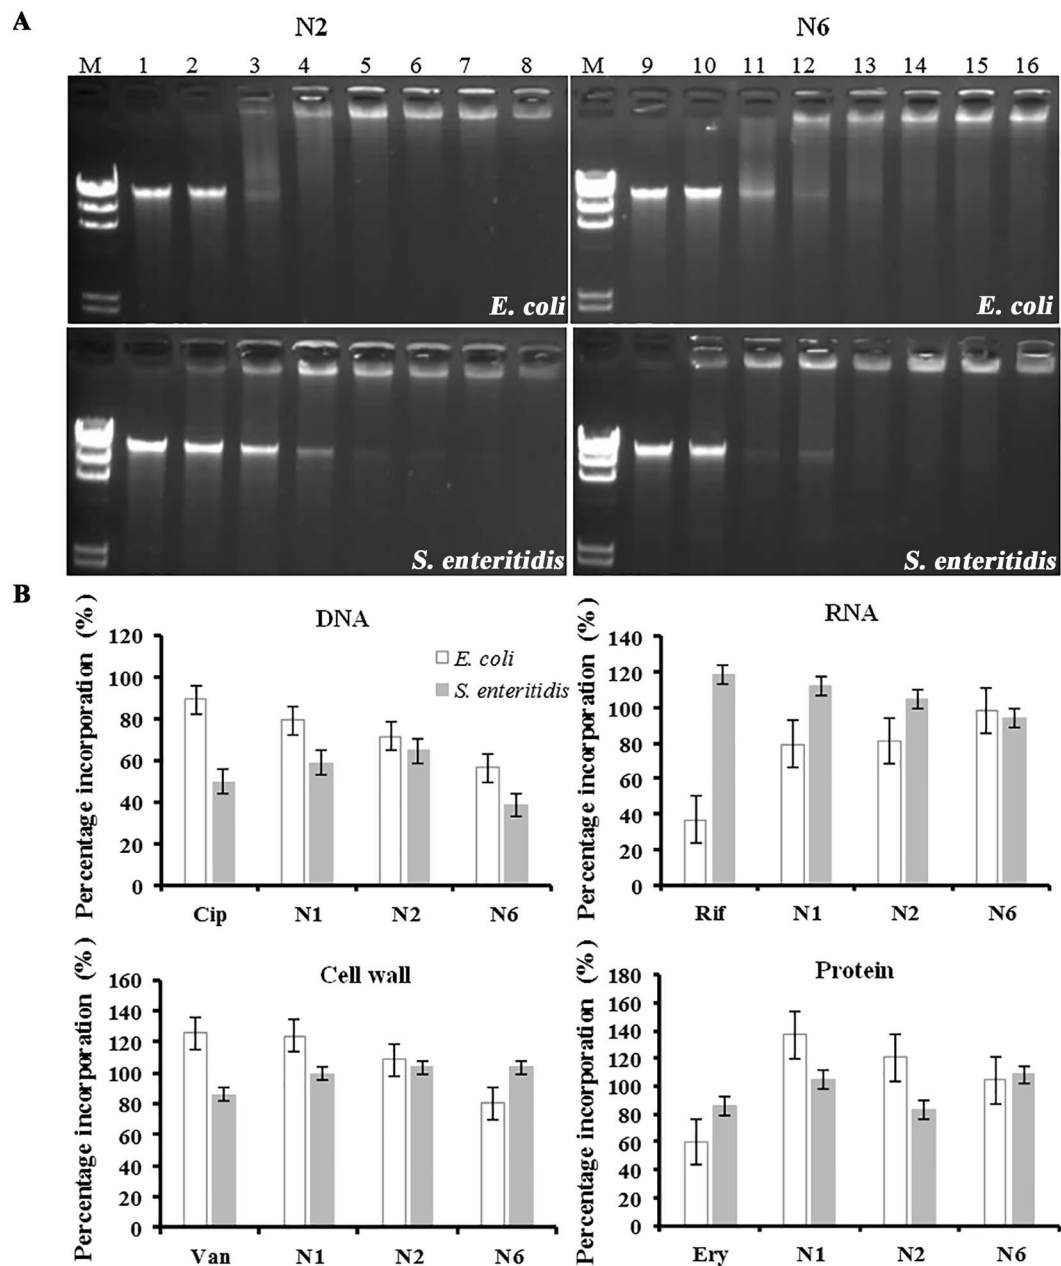 A
N2 N6
M 1 2 3 4 5 6 7 8 M 9 10 11 12 13 14 15 16
E. coli E. coli
S. enteritidis S. enteritidis
B
DNA
Percentage incorporation (%)
120
100
80
60
40
20
0
E. coli
S. enteritidis
Cip N1 N2 N6
RNA
Percentage incorporation (%)
140
120
100
80
60
40
20
0
Rif N1 N2 N6
Cell wall
Percentage incorporation (%)
160
140
120
100
80
60
40
20
0
Van N1 N2 N6
Protein
Percentage incorporation (%)
180
160
140
120
100
80
60
40
20
0
Ery N1 N2 N6